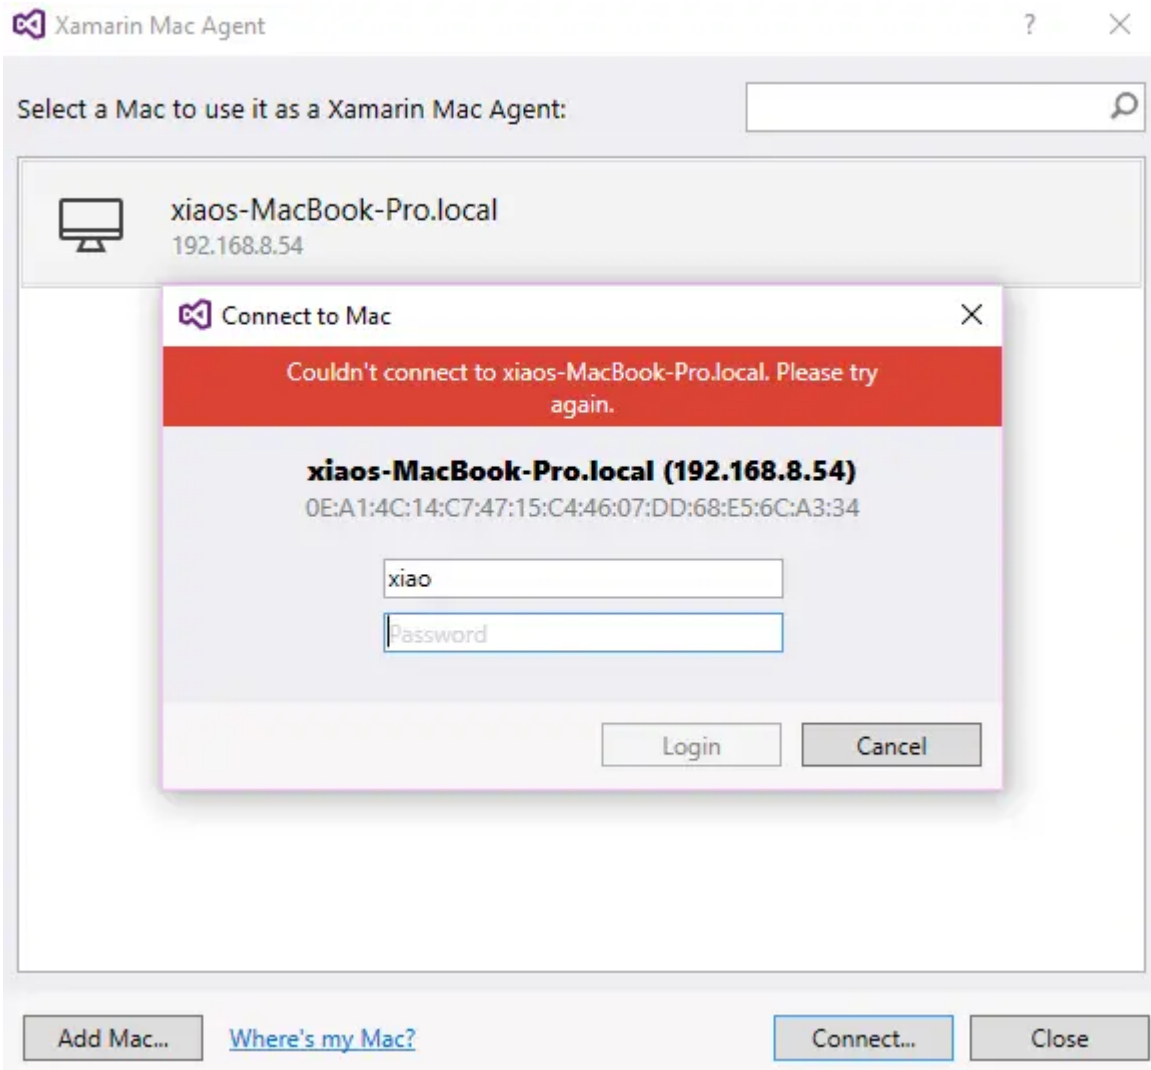 Xamarin Mac Agent
?
Select a Mac to use it as a Xamarin Mac Agent:
xiaos-MacBook-Pro.local
192.168.8.54
Connect to Mac
Couldn't connect to xiaos-MacBook-Pro.local. Please try
again.
xiaos-MacBook-Pro.local (192.168.8.54)
0E:A1:4C:14:C7:47:15:C4:46:07:DD:68:E5:6C:A3:34
xiao
Password
Login Cancel
Add Mac... Where's my Mac? Connect... Close